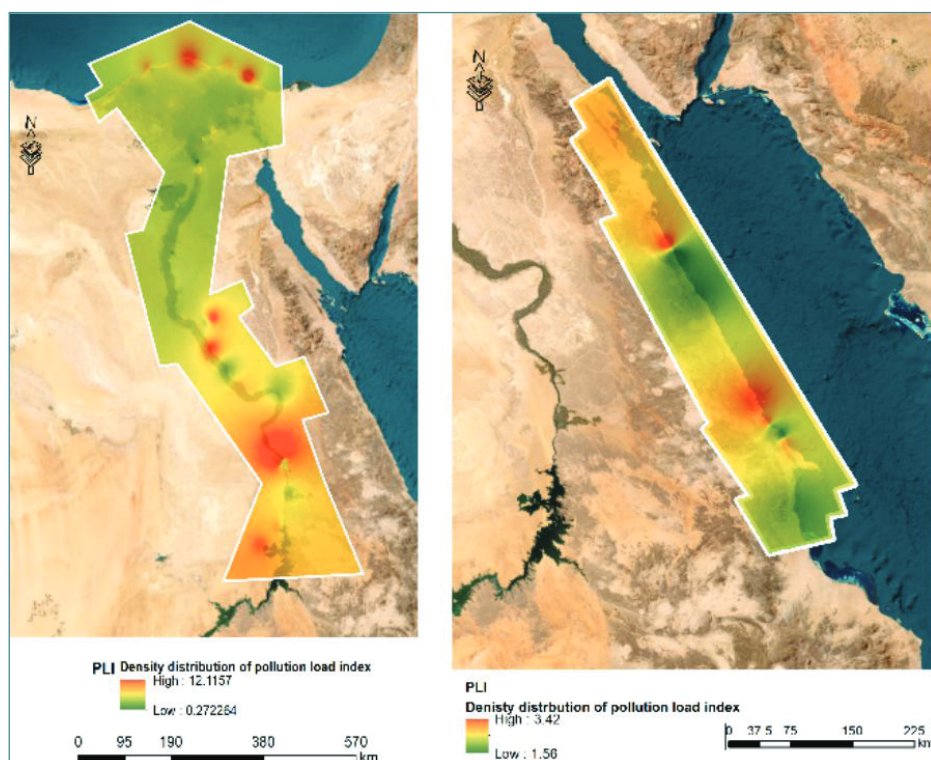 N
N
PLI Density distribution of pollution load index
High : 12.1157
Low : 0.272264
0 95 190 380 570
km
PLI
Denisty distrbution of pollution load index
High : 3.42
Low : 1.56
0 37.5 75 150 225
km